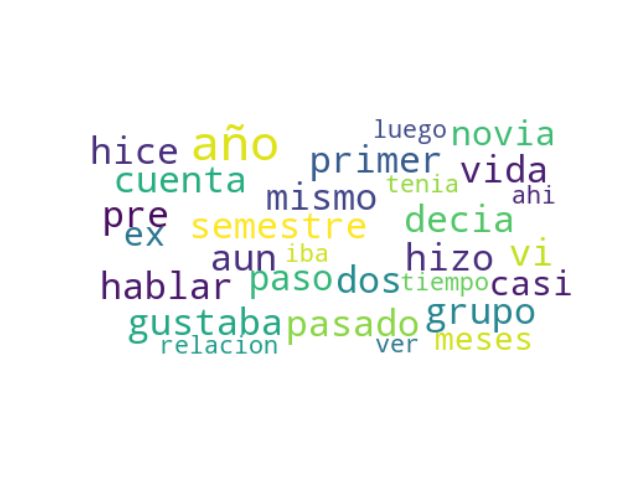 luego novia
hice año primer vida
cuenta mismo tenia ahi
pre semestre decia
ex aun iba hizo vi
hablar paso dos tiempo casi
gustaba pasado grupo
relacion ver meses